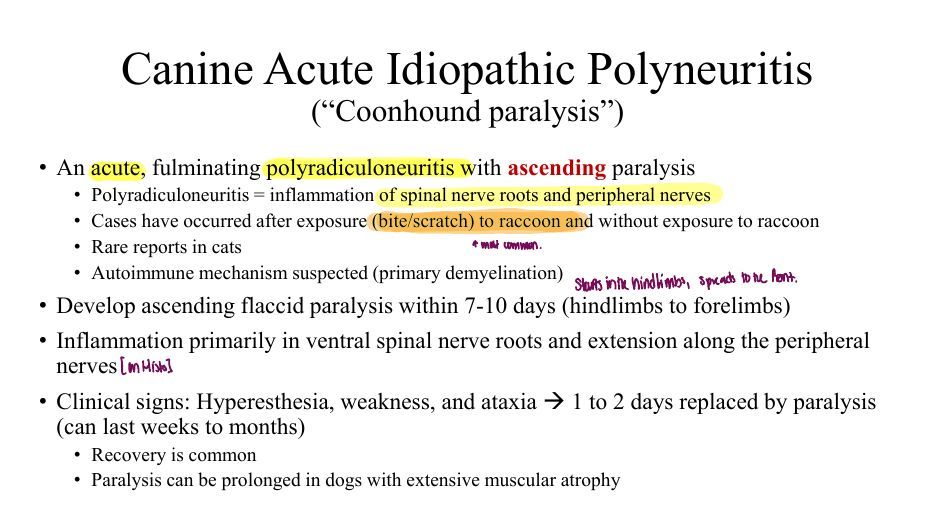 Canine Acute Idiopathic Polyneuritis
(“Coonhound paralysis”)
• An acute, fulminating polyradiculoneuritis with ascending paralysis
• Polyradiculoneuritis = inflammation of spinal nerve roots and peripheral nerves
• Cases have occurred after exposure (bite/scratch) to raccoon and without exposure to raccoon
• Rare reports in cats
↑ most common.
• Autoimmune mechanism suspected (primary demyelination)
Starts in the hindlimbs, spreads to the front.
• Develop ascending flaccid paralysis within 7-10 days (hindlimbs to forelimbs)
• Inflammation primarily in ventral spinal nerve roots and extension along the peripheral
nerves [on Histo]
• Clinical signs: Hyperesthesia, weakness, and ataxia → 1 to 2 days replaced by paralysis
(can last weeks to months)
• Recovery is common
• Paralysis can be prolonged in dogs with extensive muscular atrophy